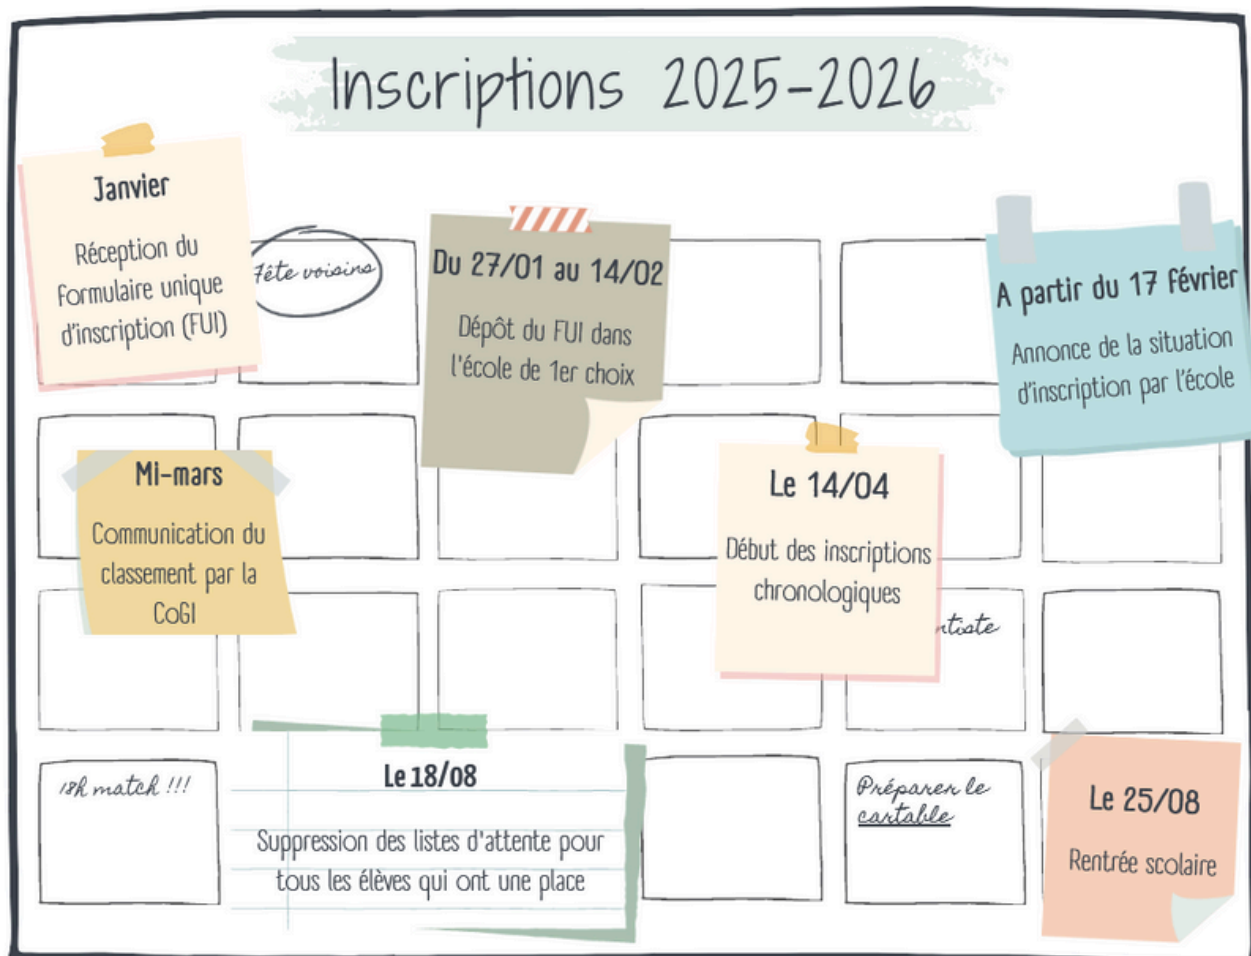 Inscriptions 2025-2026
Janvier
Réception du
formulaire unique
d'inscription (FUI)
Fête voisins
Du 27/01 au 14/02
Dépôt du FUI dans
l'école de 1er choix
A partir du 17 février
Annonce de la situation
d'inscription par l'école
Mi-mars
Communication du
classement par la
CoGI
Le 14/04
Début des inscriptions
chronologiques
ntiste
18h match !!!
Le 18/08
Suppression des listes d'attente pour
tous les élèves qui ont une place
Préparer le
cartable
Le 25/08
Rentrée scolaire